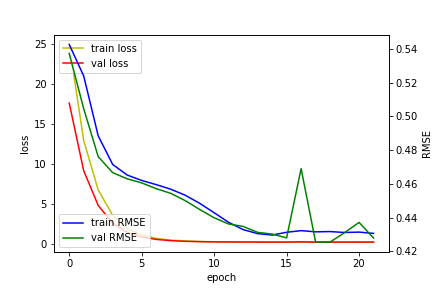 train loss
val loss
train RMSE
val RMSE
loss
RMSE
epoch
0
5
10
15
20
25
20
15
10
5
0
0.54
0.52
0.50
0.48
0.46
0.44
0.42